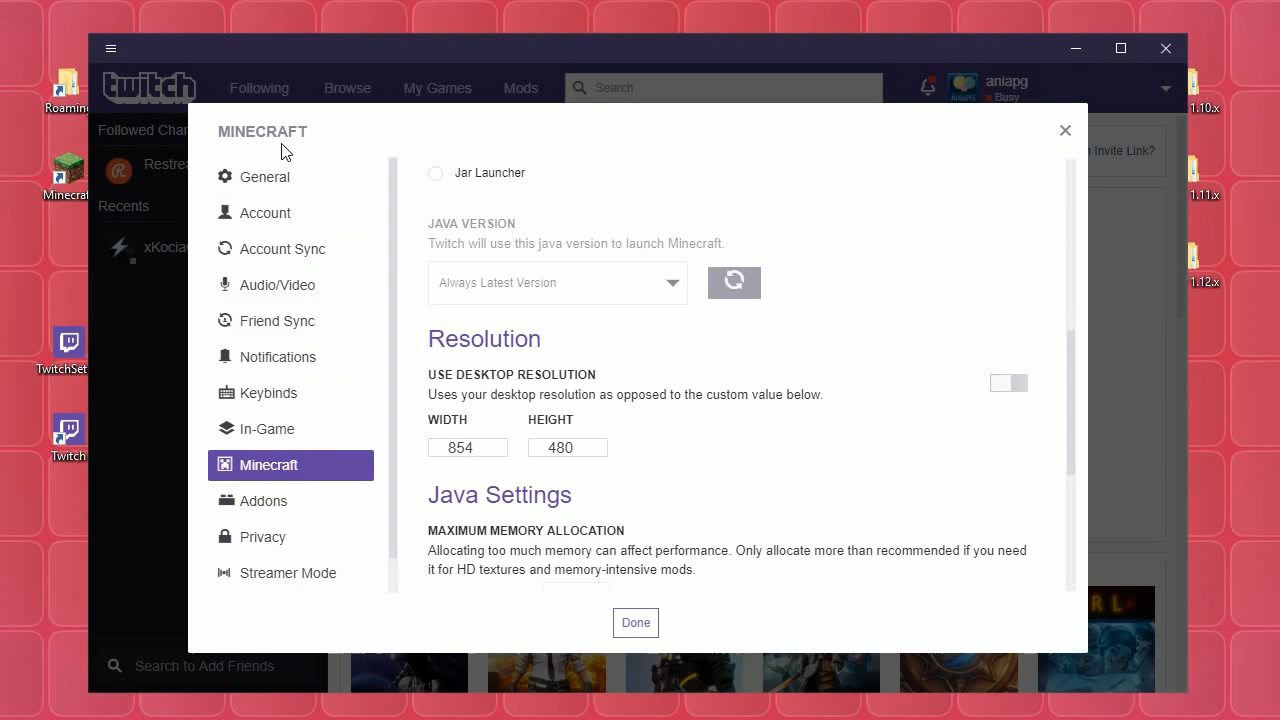 twitch
Following
Browse
My Games
Mods
Search
aniapg
Busy
Roaming
1.10.x
Followed Chan
MINECRAFT
Invite Link?
Restre
Minecraft
1.11.x
Recents
General
Jar Launcher
Account
JAVA VERSION
Twitch will use this java version to launch Minecraft.
xKocia
Account Sync
Audio/Video
Always Latest Version
1.12.x
Friend Sync
Resolution
Notifications
TwitchSet
USE DESKTOP RESOLUTION
Uses your desktop resolution as opposed to the custom value below.
Keybinds
WIDTH
HEIGHT
In-Game
854
480
Twitch
Minecraft
Java Settings
Addons
MAXIMUM MEMORY ALLOCATION
Privacy
Allocating too much memory can affect performance. Only allocate more than recommended if you need
it for HD textures and memory-intensive mods.
Streamer Mode
Done
Search to Add Friends